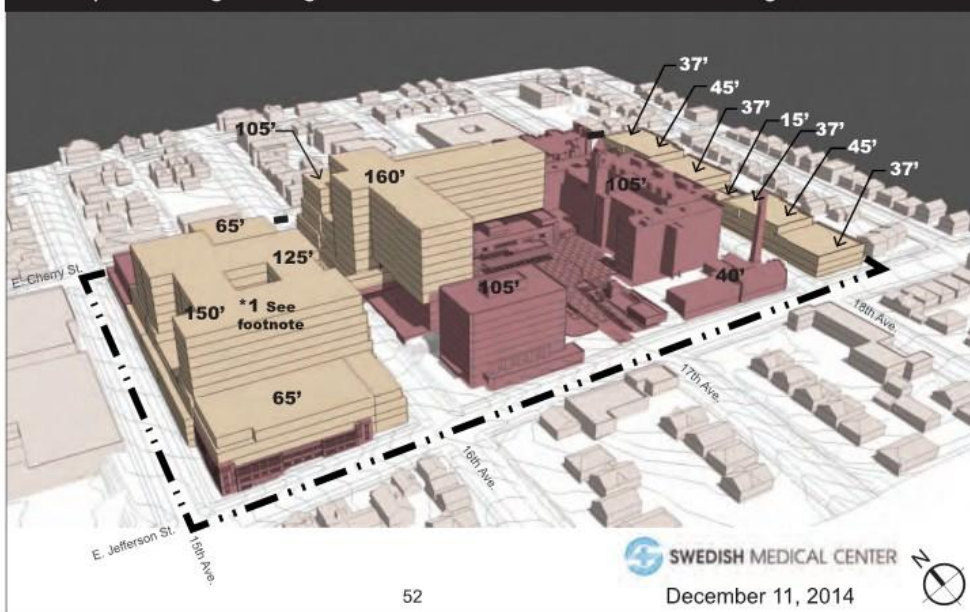 37'
45'
37'
15'
37'
45'
37'
105'
160'
105'
65'
125'
E. Cherry St.
150'
*1 See
footnote
105'
40'
65'
18th Ave.
17th Ave.
16th Ave.
E. Jefferson St.
15th Ave.
SWEDISH MEDICAL CENTER
N
52
December 11, 2014